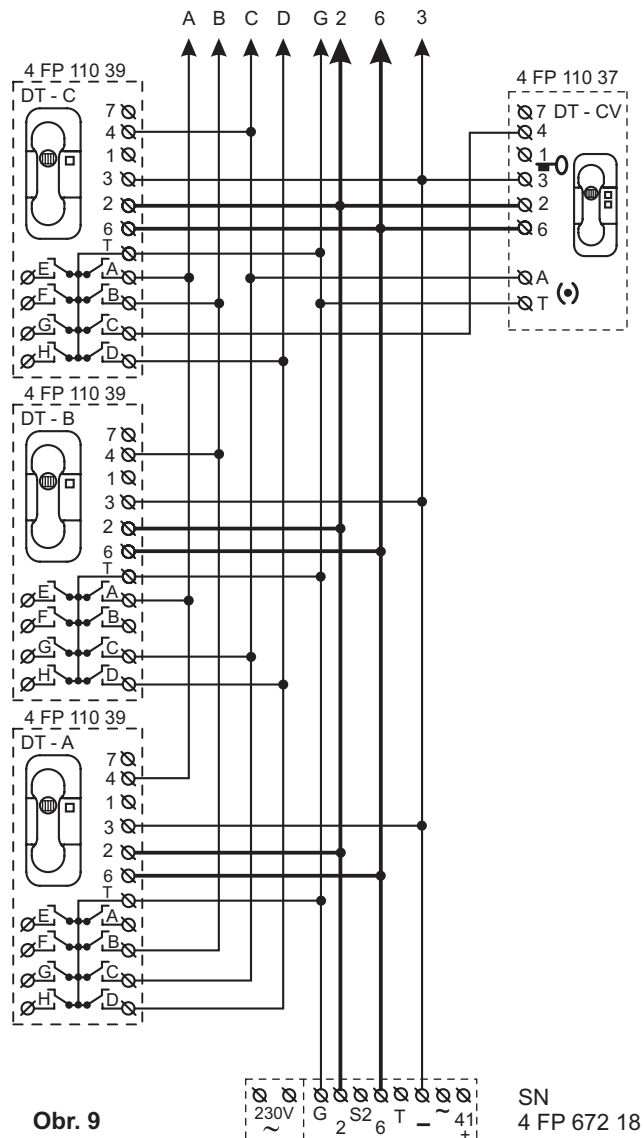 A B C D G 2 6 3
4 FP 110 39
DT - C
7
4
1
3
2
6
T
E A
F B
G C
H D
4 FP 110 37
7 DT - CV
4
1
3
2
6
A
T
4 FP 110 39
DT - B
7
4
1
3
2
6
T
E A
F B
G C
H D
4 FP 110 39
DT - A
7
4
1
3
2
6
T
E A
F B
G C
H D
230V ~ G 2 S2 6 T – ~ 41 +
SN
4 FP 672 18
Obr. 9